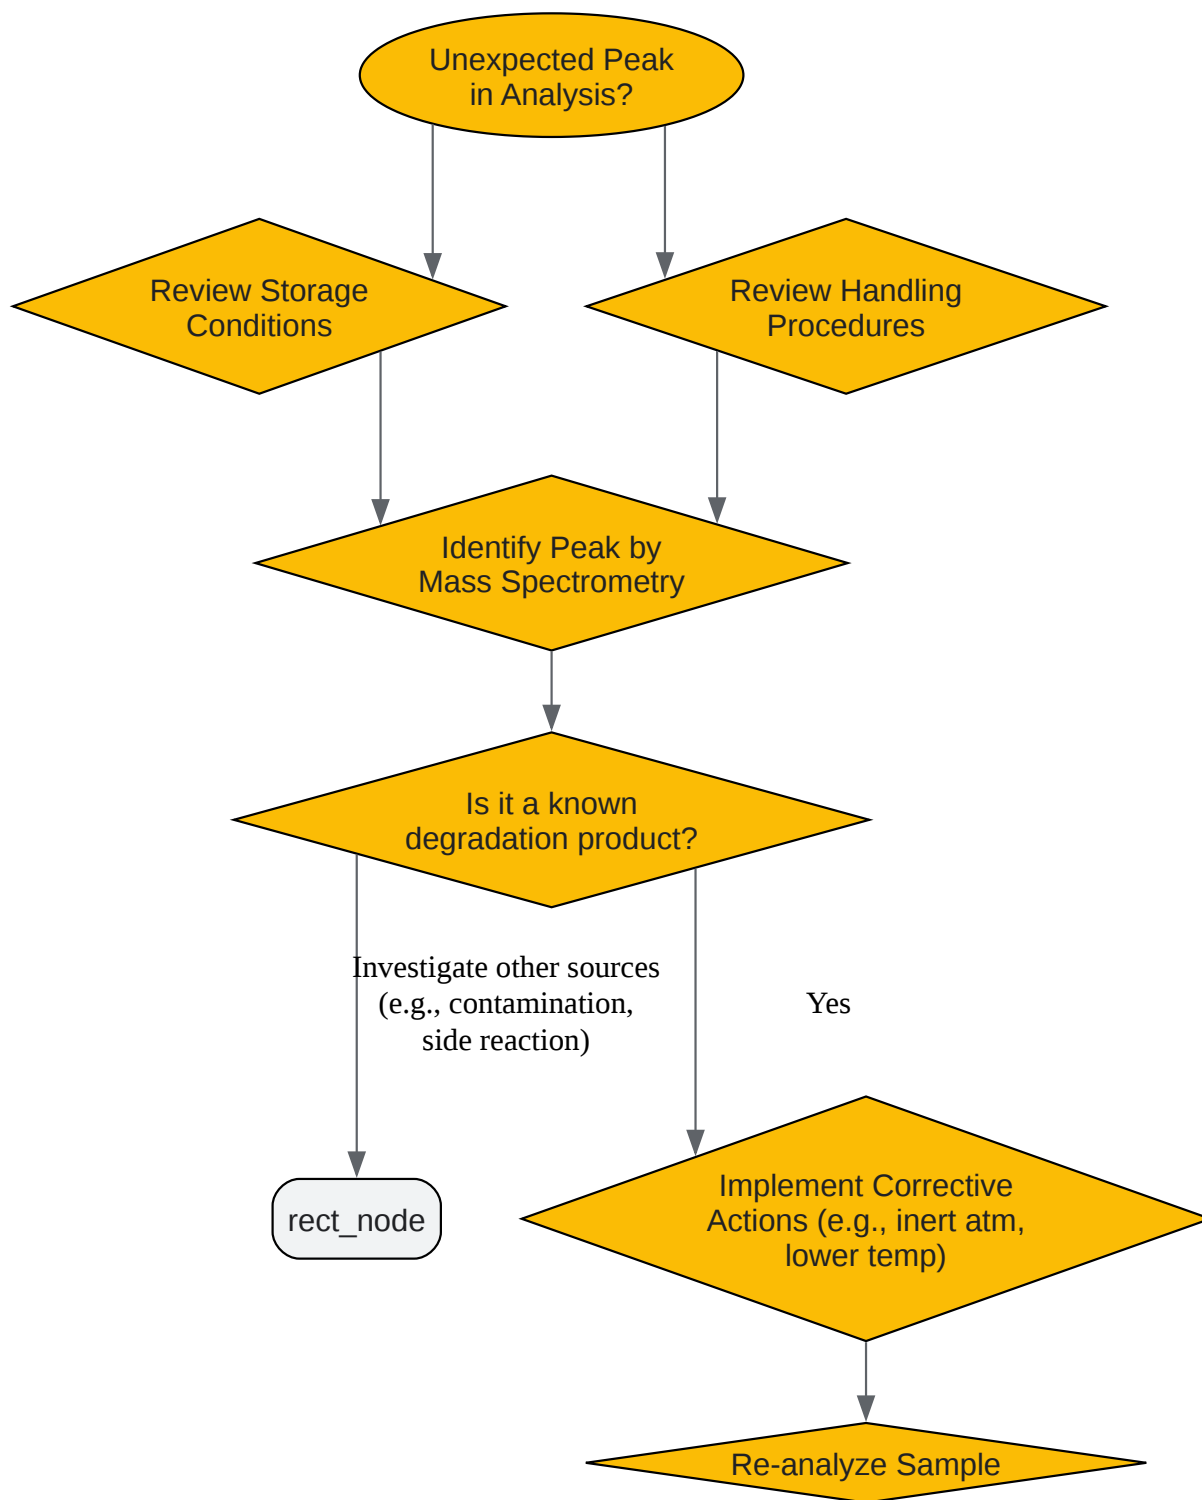 Unexpected Peak
in Analysis?
Review Storage
Conditions
Review Handling
Procedures
Identify Peak by
Mass Spectrometry
Is it a known
degradation product?
Investigate other sources
(e.g., contamination,
side reaction)
Yes
rect_node
Implement Corrective
Actions (e.g., inert atm,
lower temp)
Re-analyze Sample